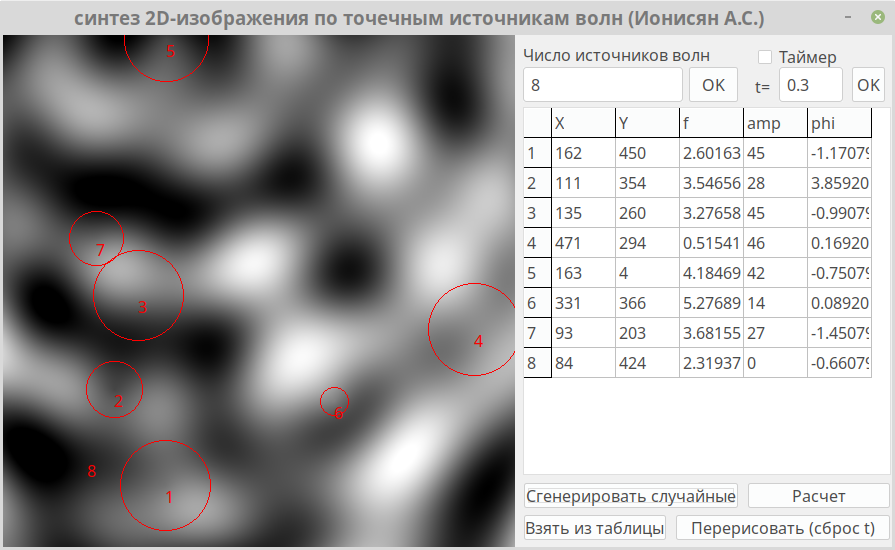 синтез 2D-изображения по точечным источникам волн (Ионисян А.С.)
Число источников волн
Таймер
8
OK
t=
0.3
OK
X Y f amp phi
1 162 450 2.60163 45 -1.17079
2 111 354 3.54656 28 3.85920
3 135 260 3.27658 45 -0.99079
4 471 294 0.51541 46 0.16920
5 163 4 4.18469 42 -0.75079
6 331 366 5.27689 14 0.08920
7 93 203 3.68155 27 -1.45079
8 84 424 2.31937 0 -0.66079
5
7
3
4
2
6
8
1
Сгенерировать случайные
Расчет
Взять из таблицы
Перерисовать (сброс t)